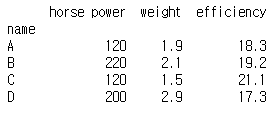 horse power weight efficiency
name
A 120 1.9 18.3
B 220 2.1 19.2
C 120 1.5 21.1
D 200 2.9 17.3